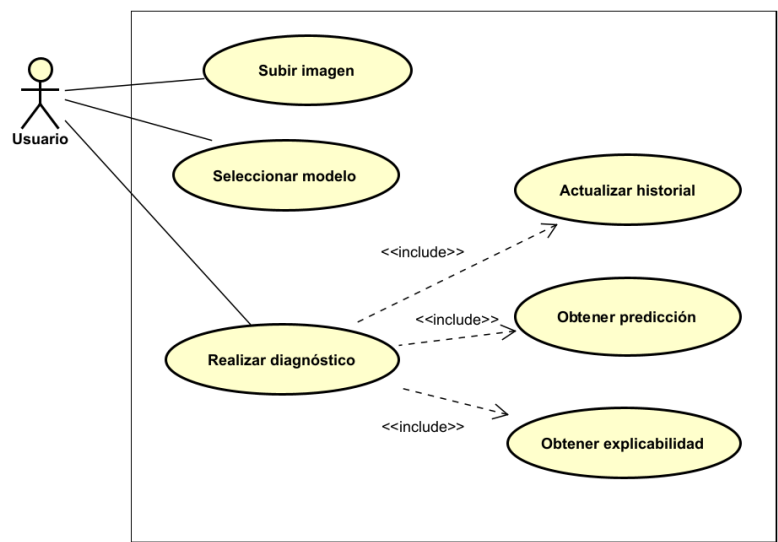 Subir imagen
Usuario
Seleccionar modelo
Actualizar historial
<<include>>
<<include>>
Obtener predicción
Realizar diagnóstico
<<include>>
Obtener explicabilidad